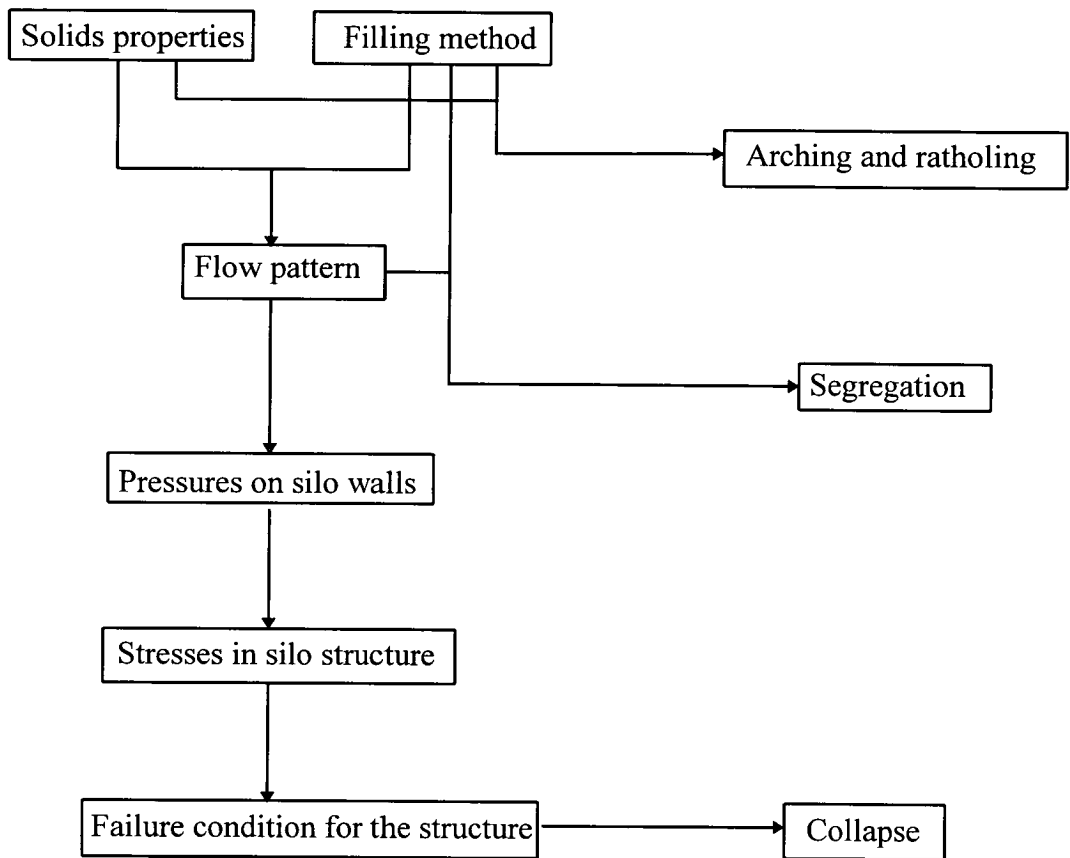 Solids properties
Filling method
Arching and ratholing
Flow pattern
Segregation
Pressures on silo walls
Stresses in silo structure
Failure condition for the structure
Collapse